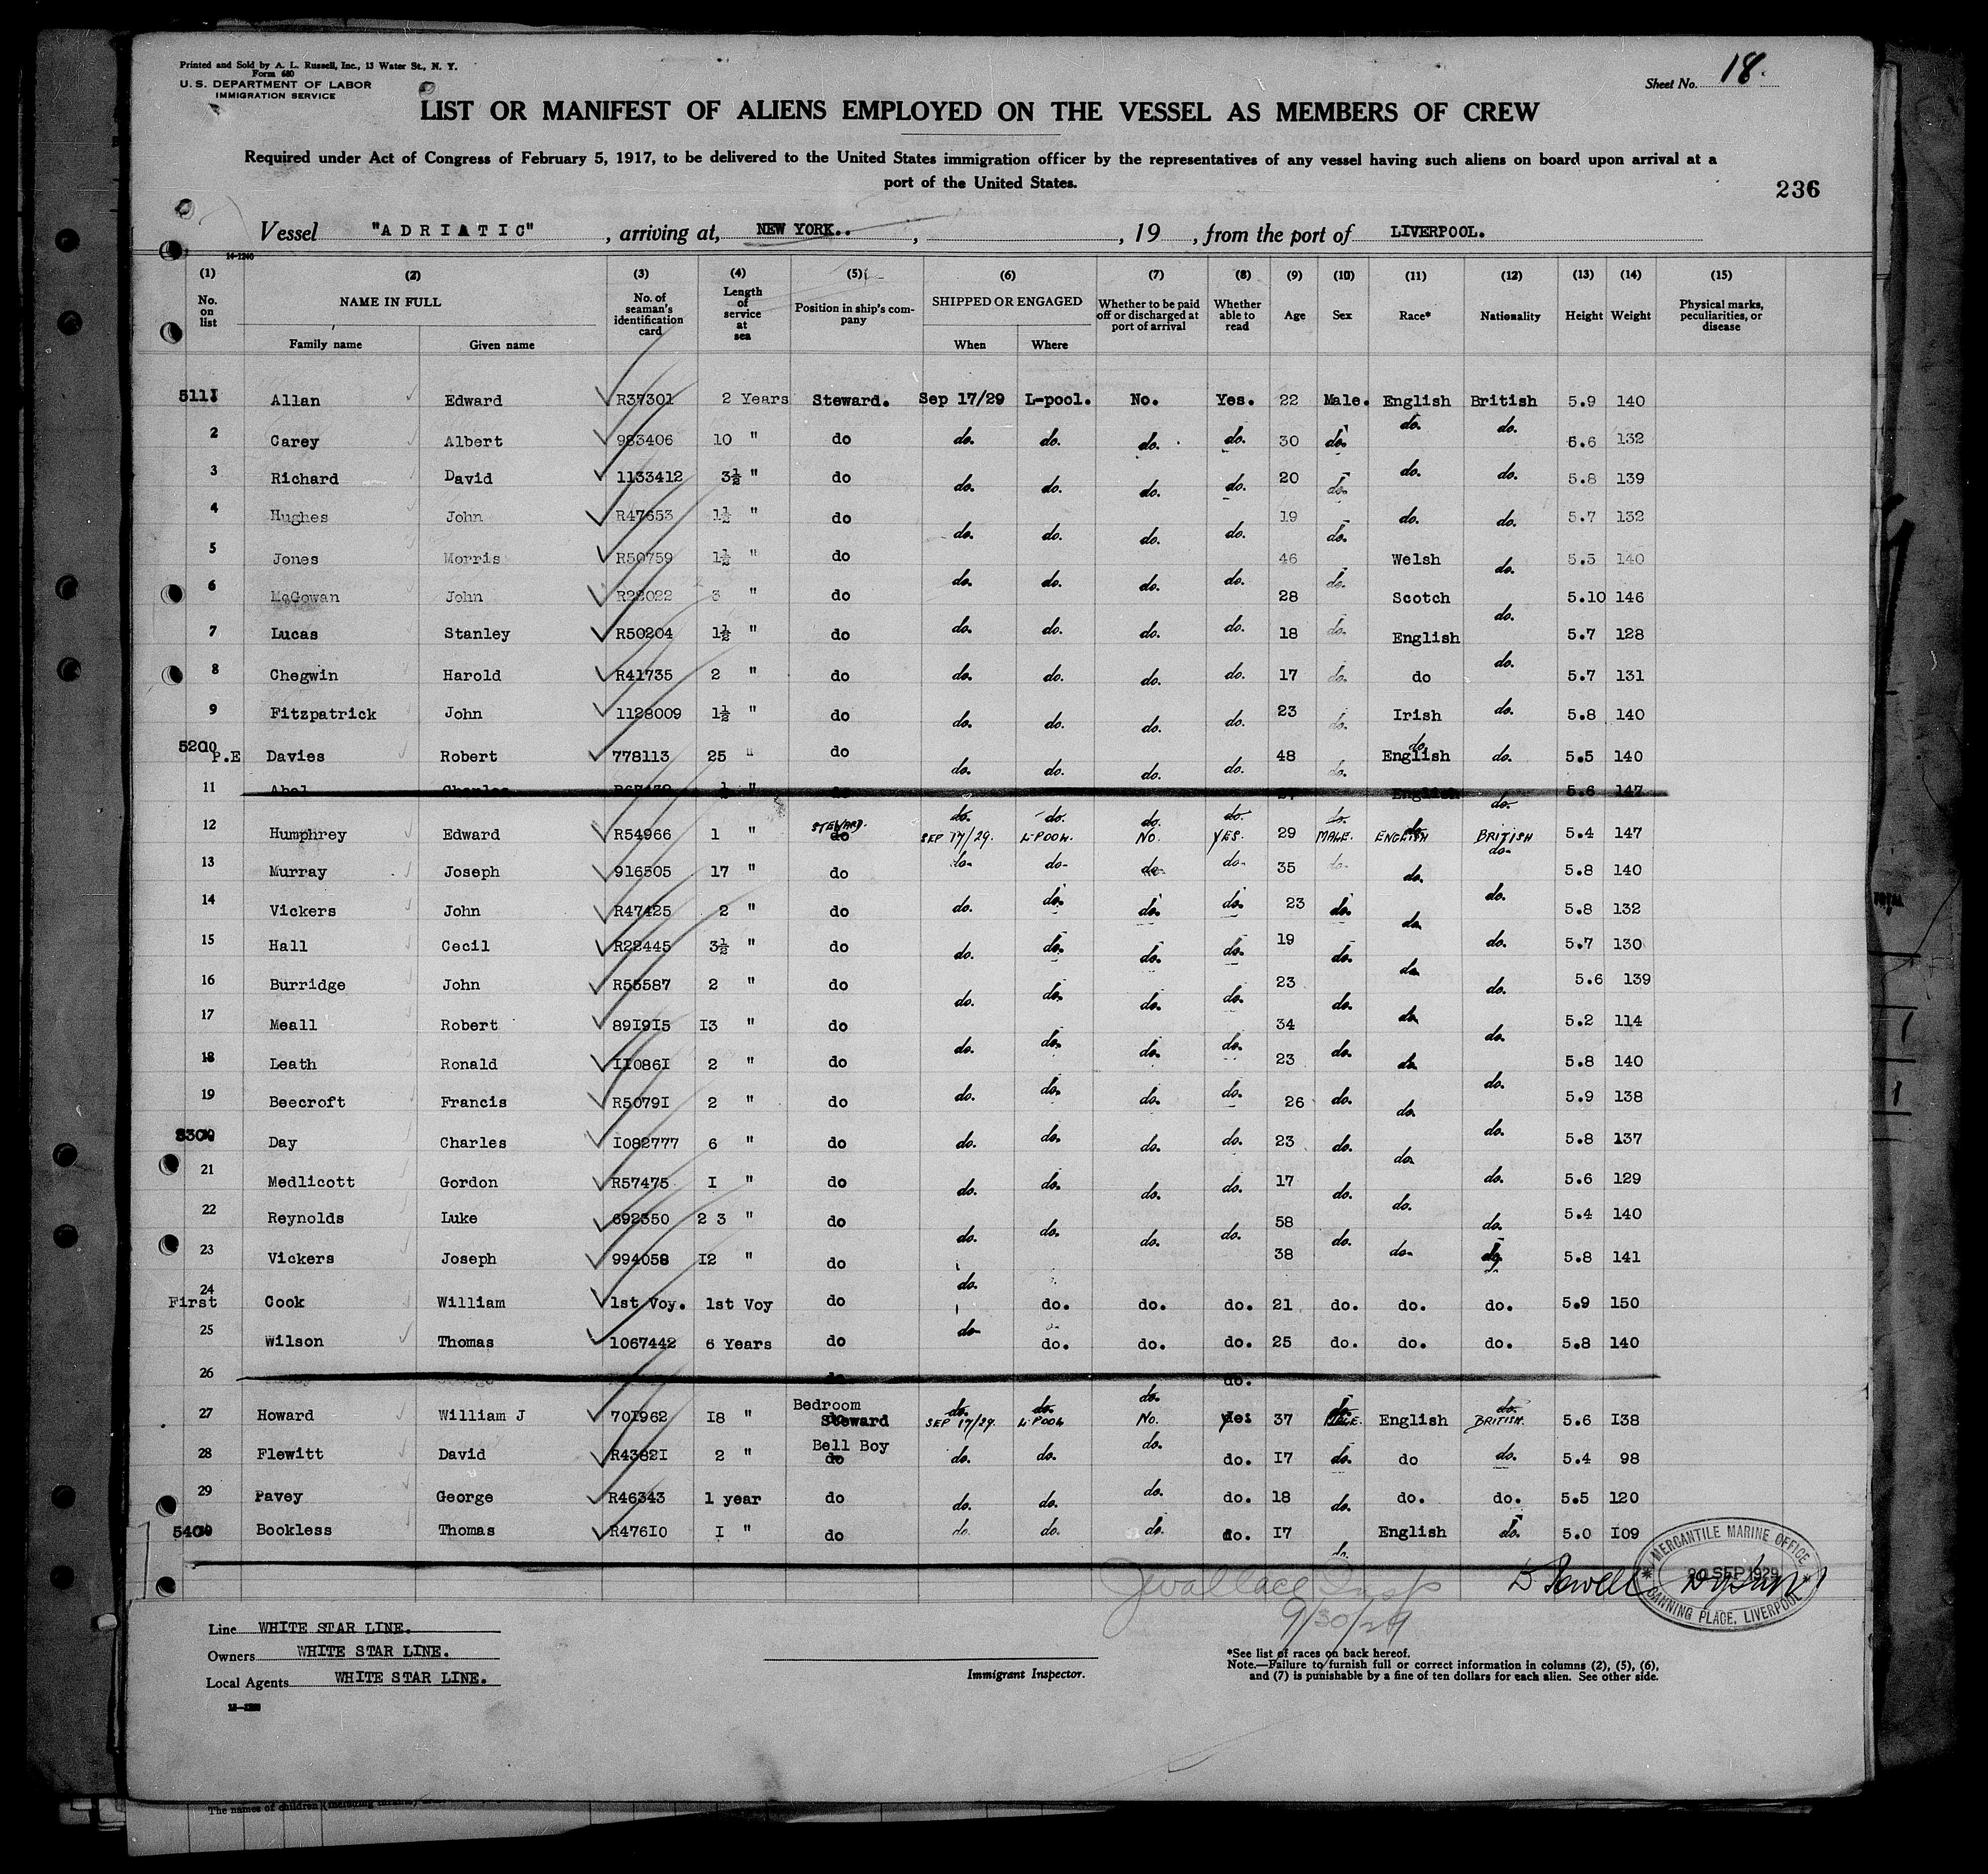 Printed and Sold by A. L. Russell, Inc., 13 Water St., N. Y.
Form 680
U. S. DEPARTMENT OF LABOR
IMMIGRATION SERVICE
Sheet No. 18.
LIST OR MANIFEST OF ALIENS EMPLOYED ON THE VESSEL AS MEMBERS OF CREW
Required under Act of Congress of February 5, 1917, to be delivered to the United States immigration officer by the representatives of any vessel having such aliens on board upon arrival at a
port of the United States.
236
Vessel "ADRIATIC" , arriving at, NEW YORK.. , , 19 , from the port of LIVERPOOL.
14-1240
(1) (2) (3) (4) (5) (6) (7) (8) (9) (10) (11) (12) (13) (14) (15)
No. on list NAME IN FULL No. of seaman's identification card Length of service at sea Position in ship's company SHIPPED OR ENGAGED Whether to be paid off or discharged at port of arrival Whether able to read Age Sex Race* Nationality Height Weight Physical marks, peculiarities, or disease
Family name Given name When Where
5111 Allan Edward R37301 2 Years Steward. Sep 17/29 L-pool. No. Yes. 22 Male. English British 5.9 140
2 Carey Albert 983406 10 " do do. do. do. do. 30 do. do. do. 5.6 132
3 Richard David 1133412 3½ " do do. do. do. do. 20 do. do. do. 5.8 139
4 Hughes John R47653 1½ " do do. do. do. do. 19 do. do. do. 5.7 132
5 Jones Morris R50759 1½ " do do. do. do. do. 46 do. Welsh do. 5.5 140
6 McGowan John R22022 3 " do do. do. do. do. 28 do. Scotch do. 5.10 146
7 Lucas Stanley R50204 1½ " do do. do. do. do. 18 do. English do. 5.7 128
8 Chegwin Harold R41735 2 " do do. do. do. do. 17 do. do do. 5.7 131
9 Fitzpatrick John 1128009 1½ " do do. do. do. do. 23 do. Irish do. 5.8 140
5200 P.E Davies Robert 778113 25 " do do. do. do. do. 48 do. English do. 5.5 140
11 Abel Charles ½ " do English do. 5.6 147
12 Humphrey Edward R54966 1 " STEWARD. SEP 17/29. L-POOL. NO. YES. 29 MALE. ENGLISH BRITISH 5.4 147
13 Murray Joseph 916505 17 " do do. do. do. do. 35 do. do. do. 5.8 140
14 Vickers John R47425 2 " do do. do. do. do. 23 do. do. do. 5.8 132
15 Hall Cecil R22445 3½ " do do. do. do. do. 19 do. do. do. 5.7 130
16 Burridge John R55587 2 " do do. do. do. do. 23 do. do. do. 5.6 139
17 Meall Robert 891915 13 " do do. do. do. do. 34 do. do. do. 5.2 114
18 Leath Ronald 110861 2 " do do. do. do. do. 23 do. do. do. 5.8 140
19 Beecroft Francis R50791 2 " do do. do. do. do. 26 do. do. do. 5.9 138
5300 Day Charles 1082777 6 " do do. do. do. do. 23 do. do. do. 5.8 137
21 Medlicott Gordon R57475 1 " do do. do. do. do. 17 do. do. do. 5.6 129
22 Reynolds Luke 692350 2 3 " do do. do. do. do. 58 do. do. do. 5.4 140
23 Vickers Joseph 994058 12 " do do. 38 do. do. 5.8 141
24 First Cook William 1st Voy. 1st Voy do do. do. do. 21 do. do. do. 5.9 150
25 Wilson Thomas 1067442 6 Years do do. do. do. do. 25 do. do. do. 5.8 140
26 do.
27 Howard William J 701962 18 " Bedroom Steward SEP 17/29. L-POOL NO. yes 37 MALE. English BRITISH. 5.6 138
28 Flewitt David R43821 2 " Bell Boy do. do. do. do. 17 do. do do. 5.4 98
29 Pavey George R46343 1 year do do. do. do. do. 18 do. do. do. 5.5 120
5400 Bookless Thomas R47610 1 " do do. do. do. do. 17 do. English do. 5.0 109
JWallace Insp
9/30/29
MERCANTILE MARINE OFFICE
20 SEP 1929
CANNING PLACE, LIVERPOOL
Line WHITE STAR LINE.
Owners WHITE STAR LINE.
Local Agents WHITE STAR LINE.
Immigrant Inspector.
*See list of races on back hereof.
Note.—Failure to furnish full or correct information in columns (2), (5), (6),
and (7) is punishable by a fine of ten dollars for each alien. See other side.
The names of children (including infants)